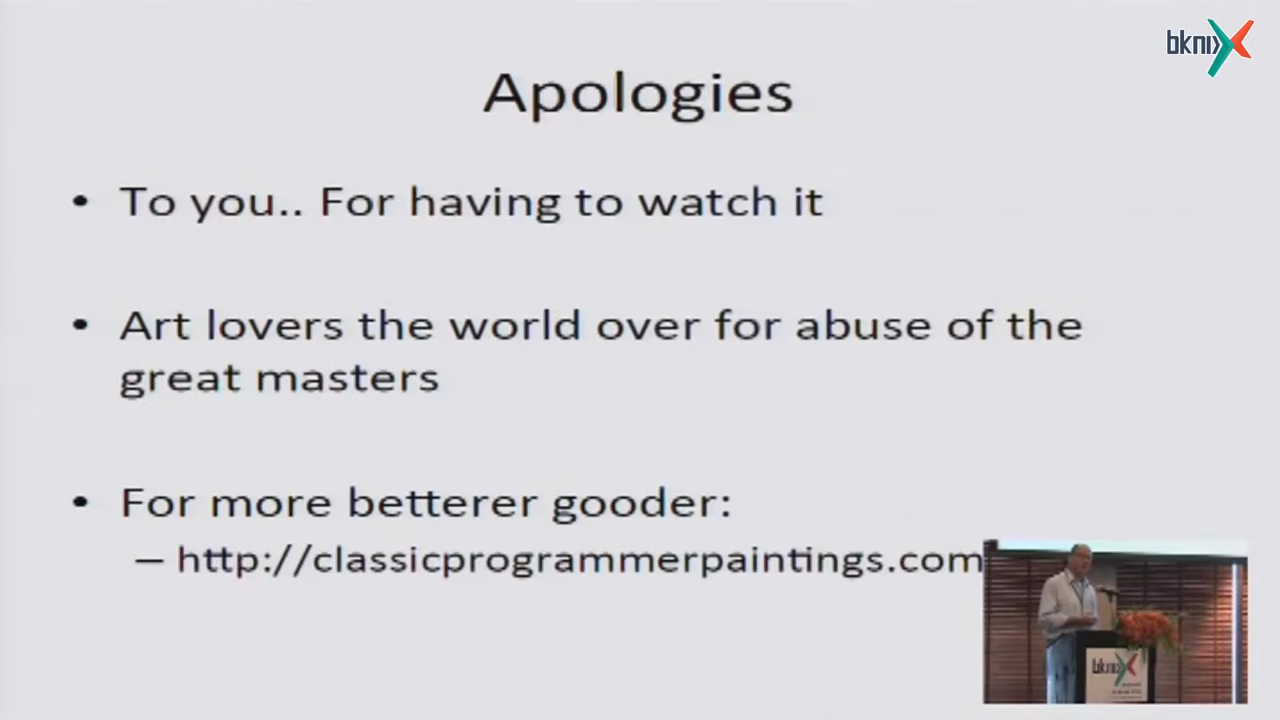 bknix
Apologies
• To you.. For having to watch it
• Art lovers the world over for abuse of the
great masters
• For more betterer gooder:
– http://classicprogrammerpaintings.com
bknix